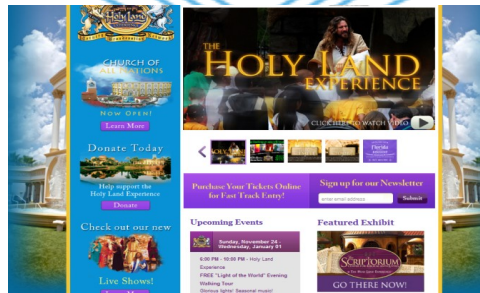 Holy Land
CHURCH OF
ALL NATIONS
NOW OPEN!
Learn More
Donate Today
Help support the
Holy Land Experience
Donate
Check out our new
Live Shows!
THE
HOLY LAND
EXPERIENCE
CLICK HERE TO WATCH VIDEO
Purchase Your Tickets Online
for Fast Track Entry!
Sign up for our Newsletter
enter email address
Submit
Upcoming Events
Sunday, November 24 -
Wednesday, January 01
6:00 PM - 10:00 PM - Holy Land
Experience
FREE "Light of the World" Evening
Walking Tour
Glorious lights! Seasonal music!
Featured Exhibit
SCRIPTORIUM
GO THERE NOW!